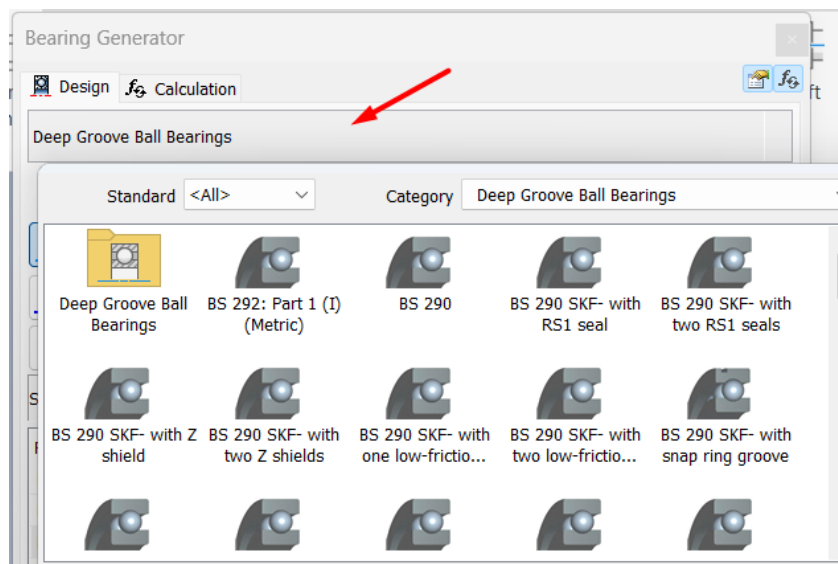 Bearing Generator
Design
Calculation
ft
Deep Groove Ball Bearings
Standard <All>
Category Deep Groove Ball Bearings
Deep Groove Ball
Bearings
BS 292: Part 1 (I)
(Metric)
BS 290
BS 290 SKF- with
RS1 seal
BS 290 SKF- with
two RS1 seals
BS 290 SKF- with Z
shield
BS 290 SKF- with
two Z shields
BS 290 SKF- with
one low-frictio...
BS 290 SKF- with
two low-frictio...
BS 290 SKF- with
snap ring groove